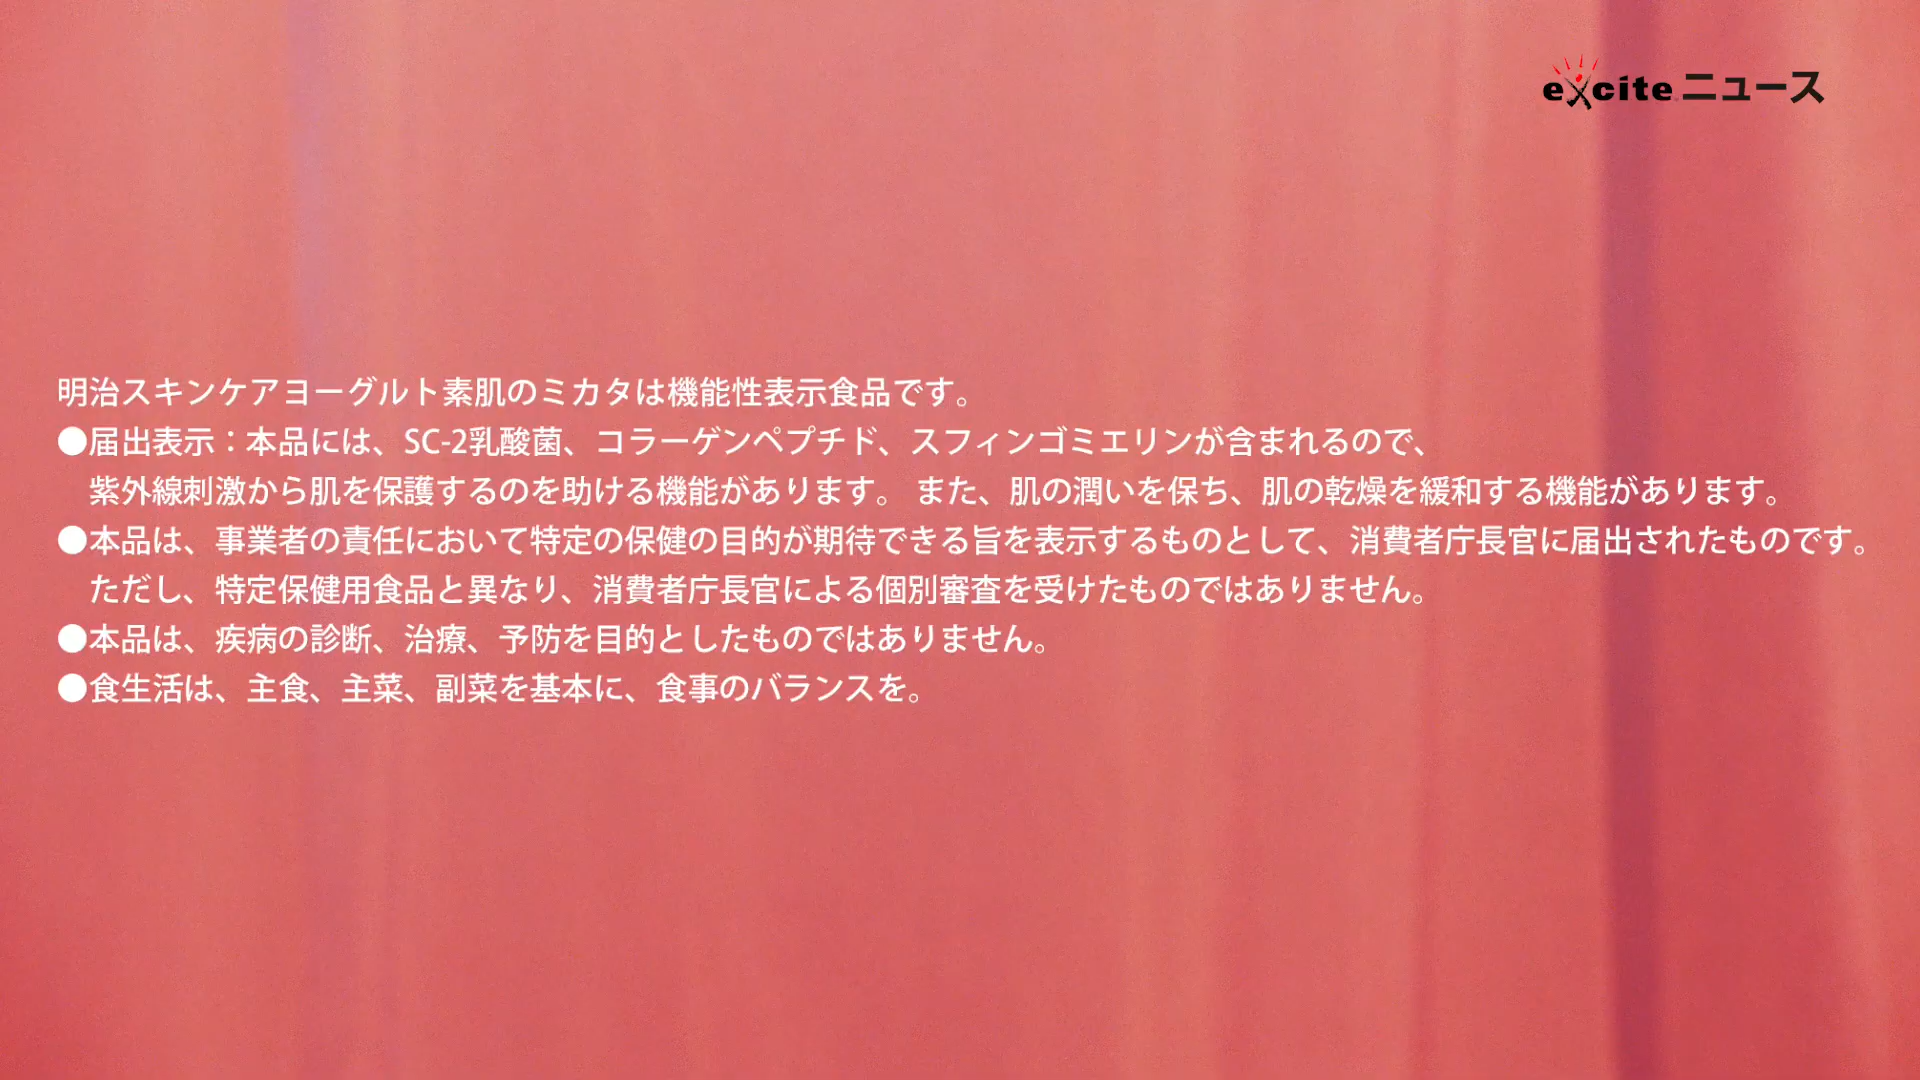 exciteニュース
明治スキンケアヨーグルト素肌のミカタは機能性表示食品です。
●届出表示：本品には、SC-2乳酸菌、コラーゲンペプチド、スフィンゴミエリンが含まれるので、
紫外線刺激から肌を保護するのを助ける機能があります。 また、肌の潤いを保ち、肌の乾燥を緩和する機能があります。
●本品は、事業者の責任において特定の保健の目的が期待できる旨を表示するものとして、消費者庁長官に届出されたものです。
ただし、特定保健用食品と異なり、消費者庁長官による個別審査を受けたものではありません。
●本品は、疾病の診断、治療、予防を目的としたものではありません。
●食生活は、主食、主菜、副菜を基本に、食事のバランスを。